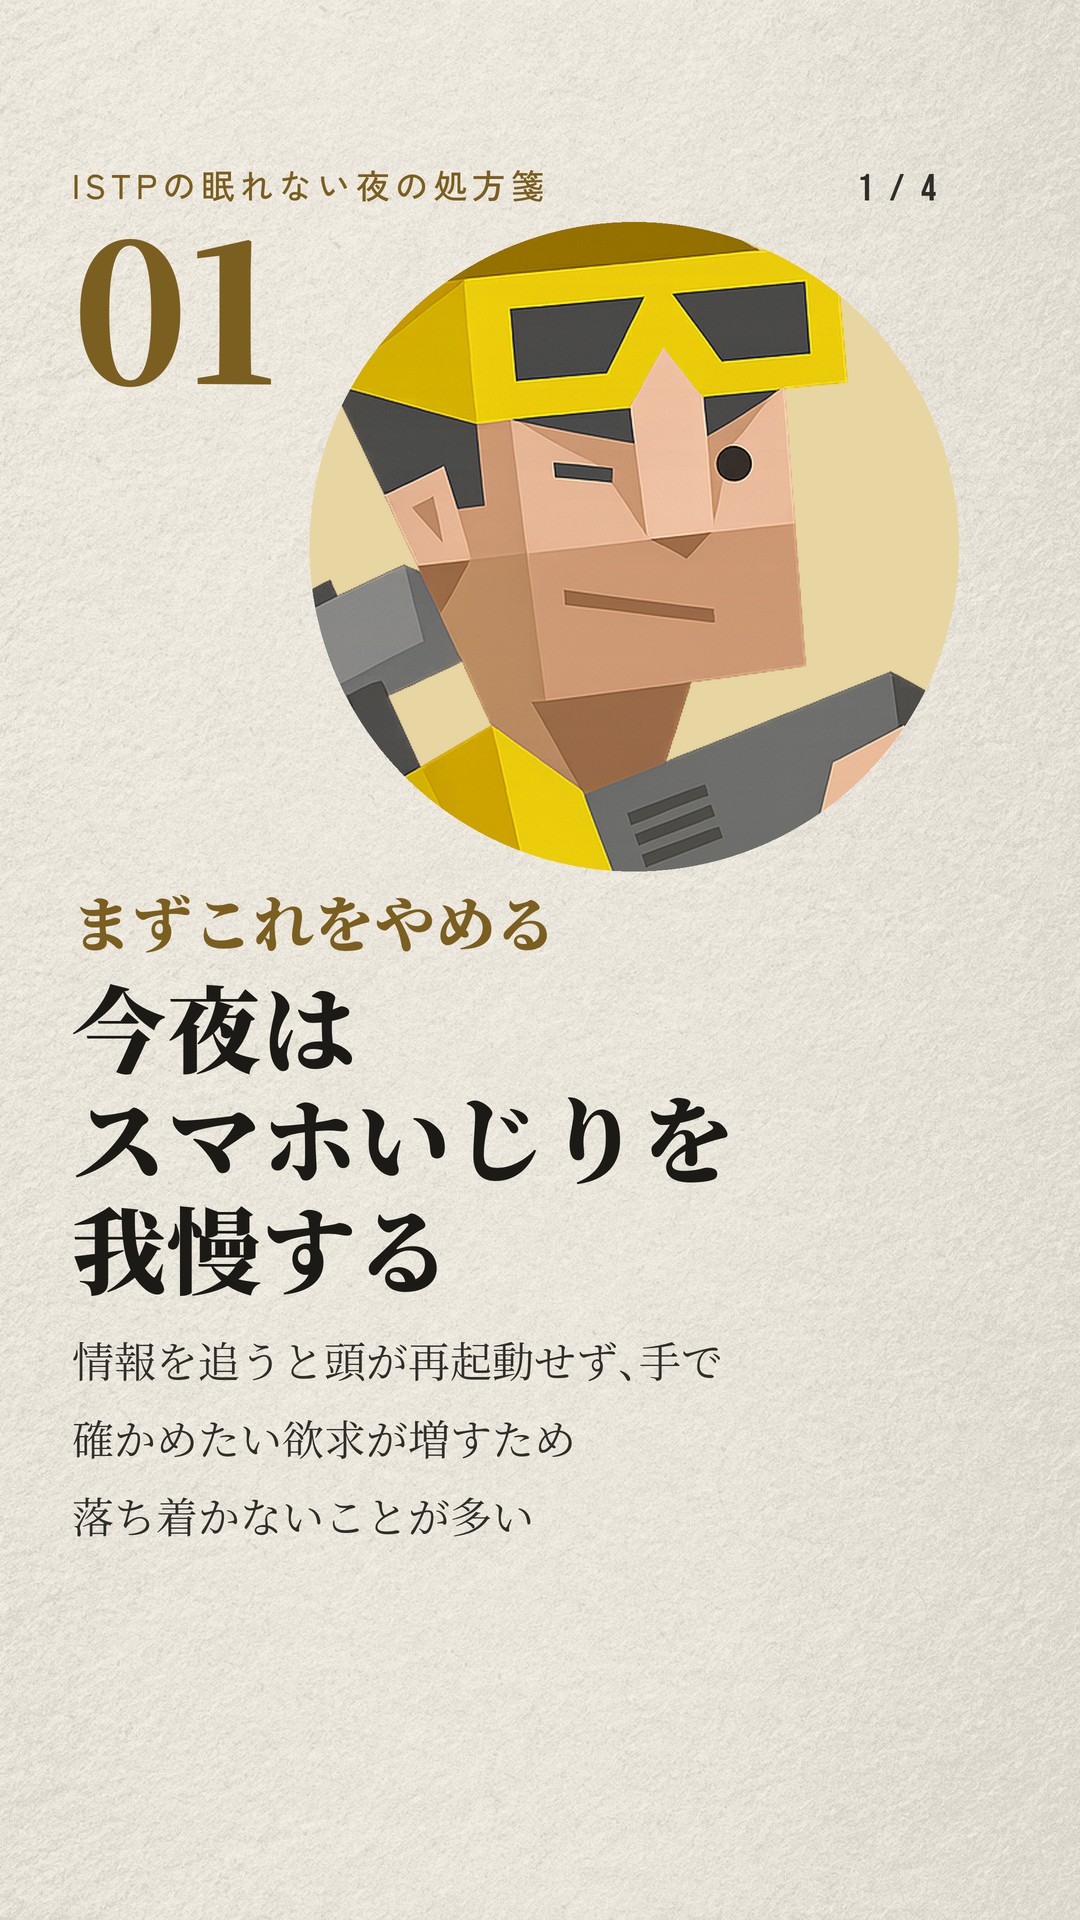 ISTPの眠れない夜の処方箋
1 / 4
01
まずこれをやめる
今夜は
スマホいじりを
我慢する
情報を追うと頭が再起動せず、手で
確かめたい欲求が増すため
落ち着かないことが多い